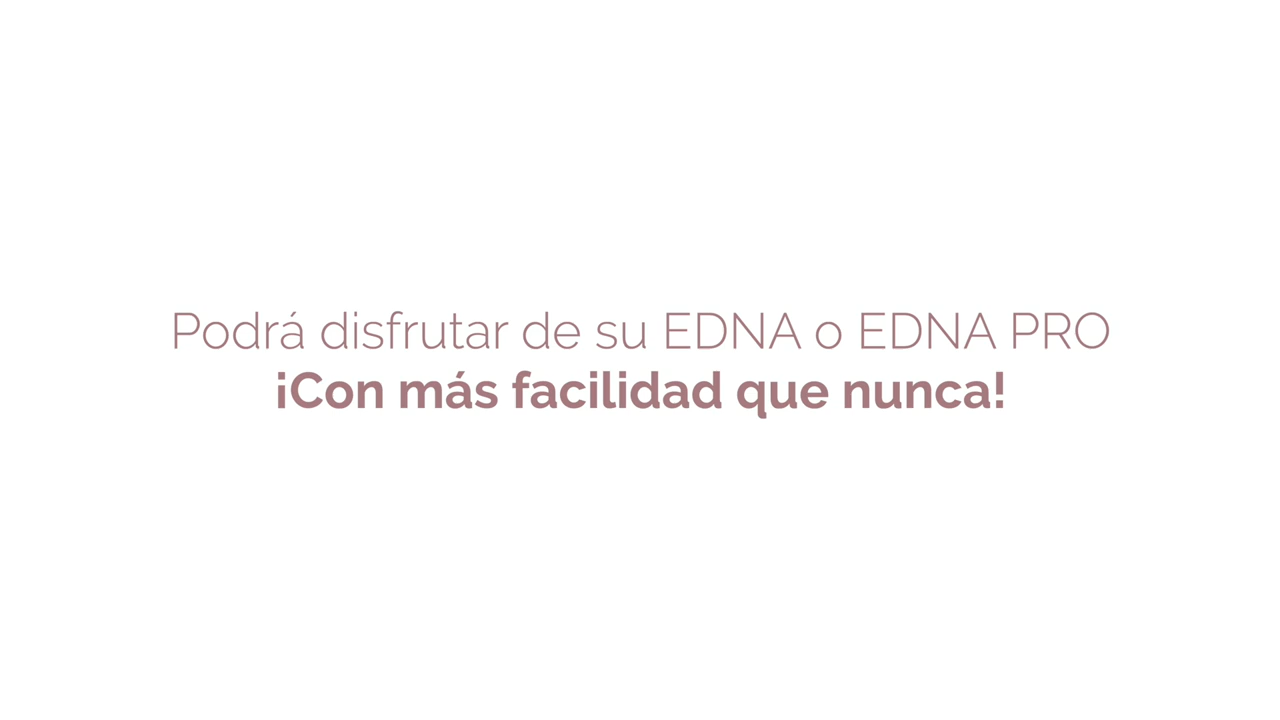 Podrá disfrutar de su EDNA o EDNA PRO
¡Con más facilidad que nunca!